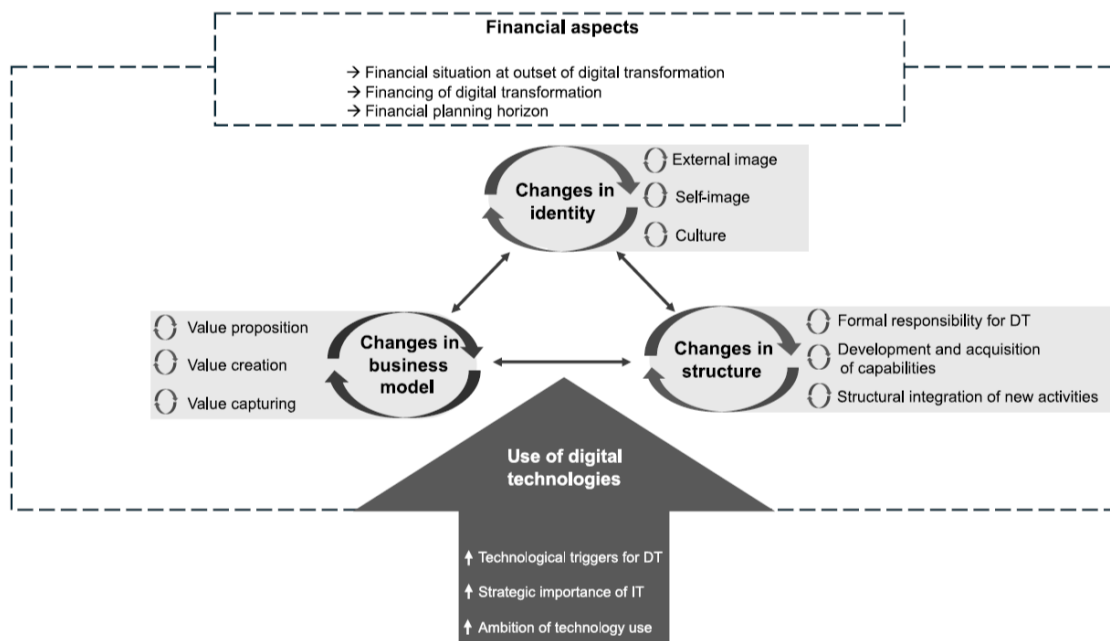 Financial aspects
→ Financial situation at outset of digital transformation
→ Financing of digital transformation
→ Financial planning horizon
Changes in
identity
External image
Self-image
Culture
Value proposition
Value creation
Value capturing
Changes in
business
model
Changes in
structure
Formal responsibility for DT
Development and acquisition
of capabilities
Structural integration of new activities
Use of digital
technologies
Technological triggers for DT
Strategic importance of IT
Ambition of technology use